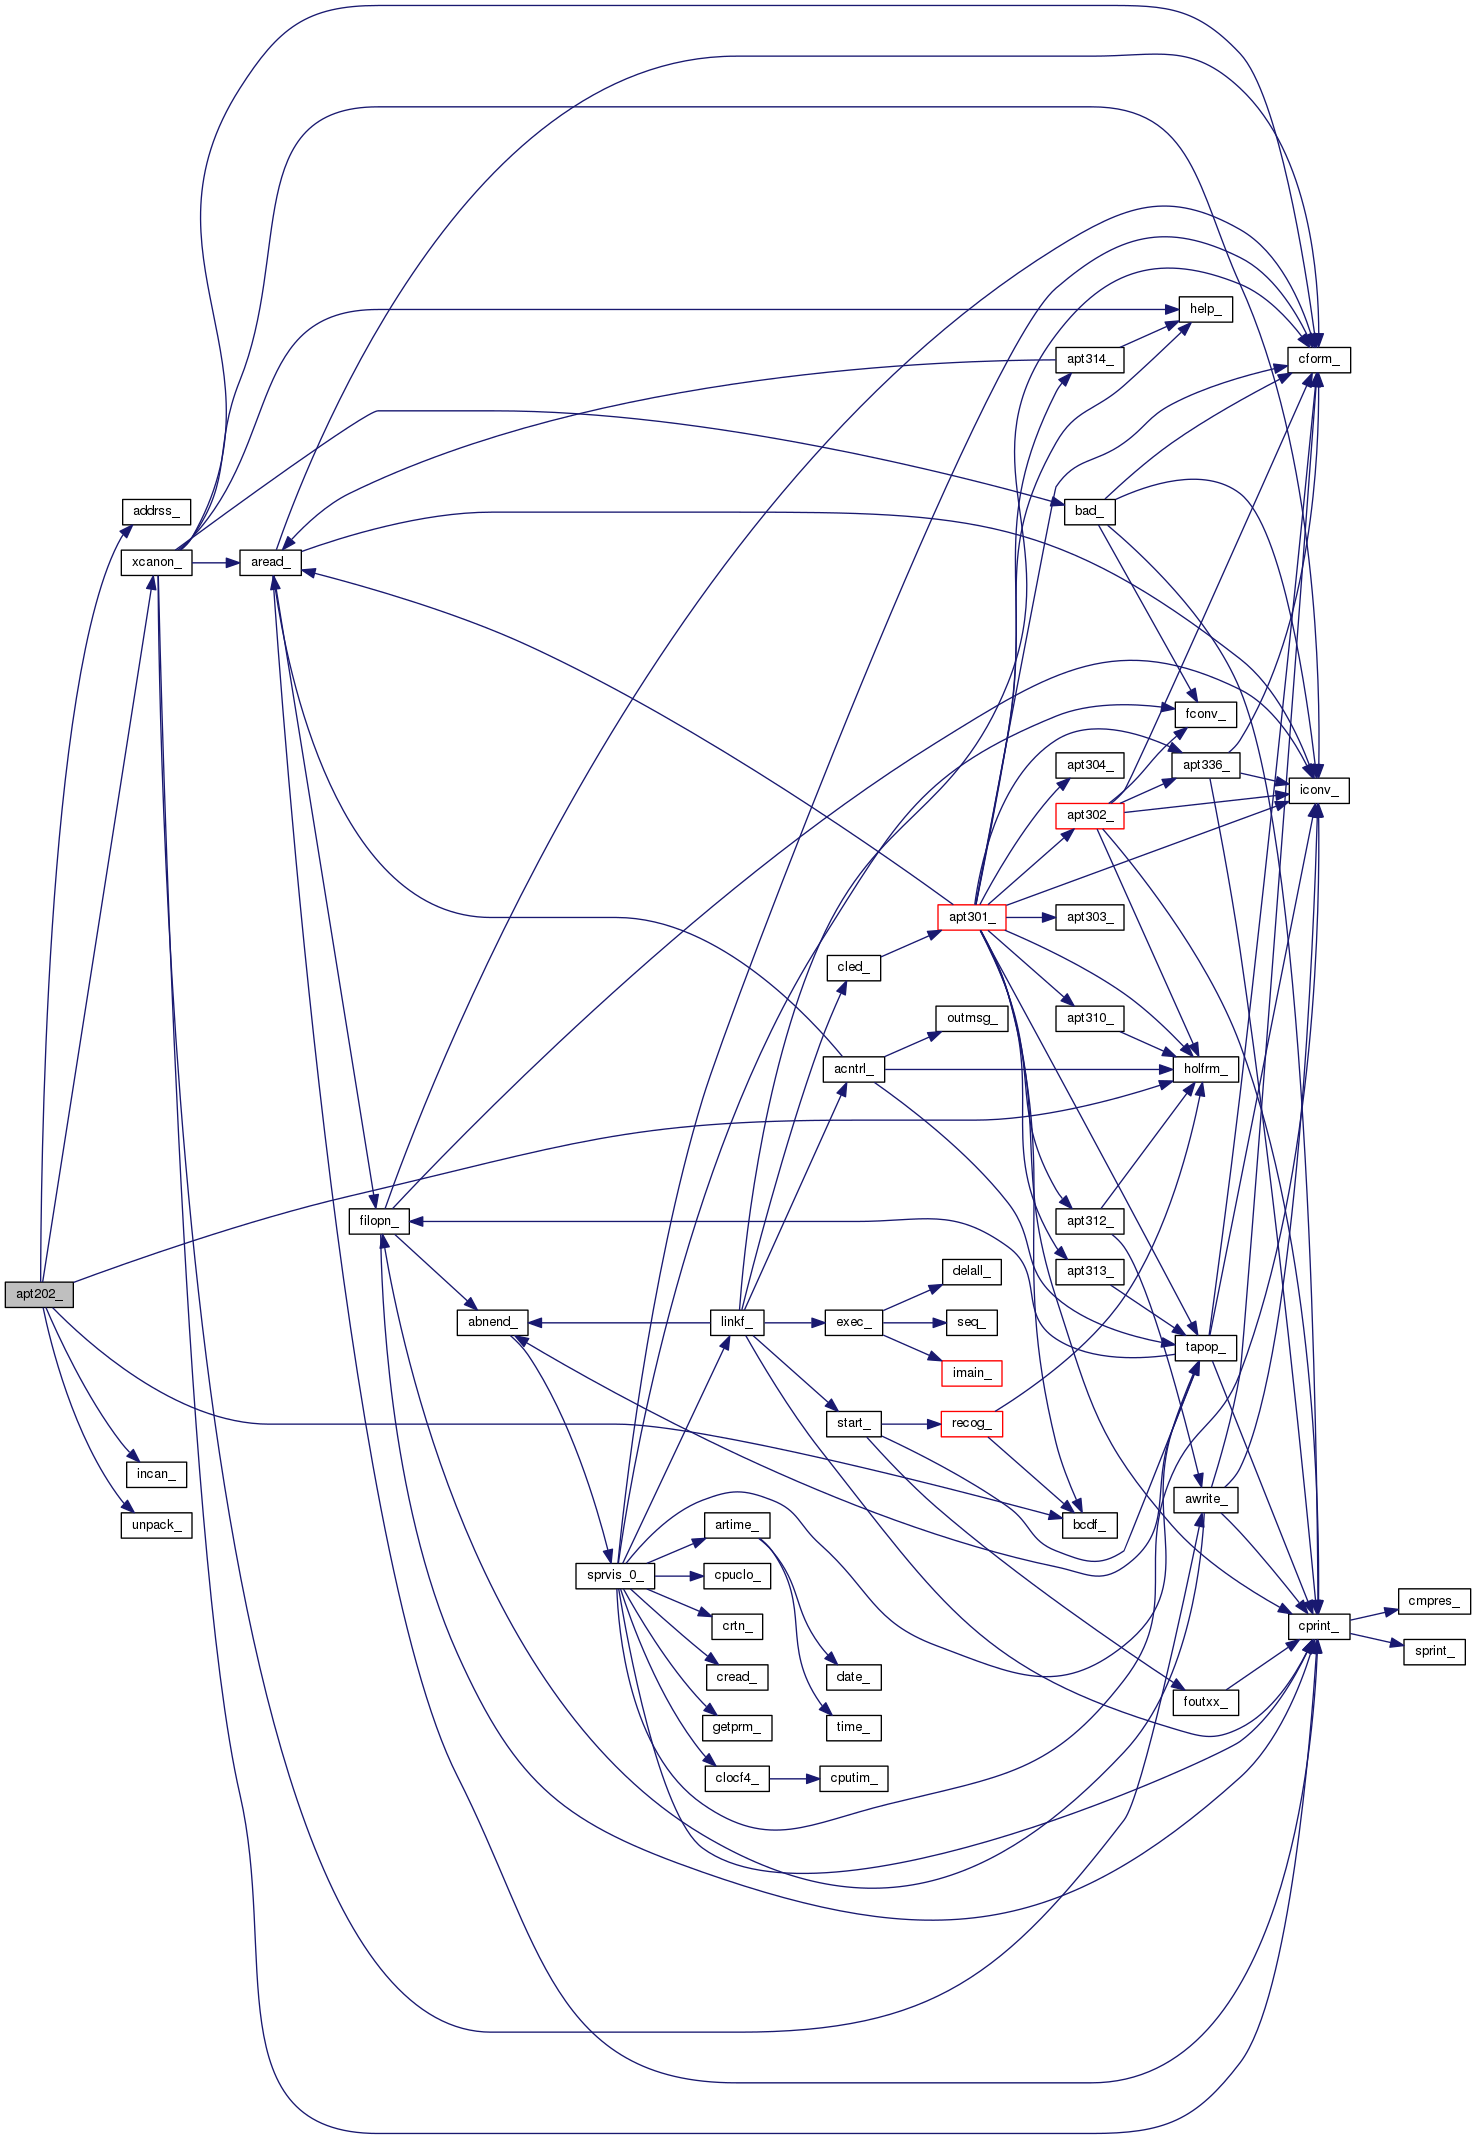 help_
apt314_
cform_
addrss_
bad_
xcanon_
aread_
fconv_
apt304_
apt336_
iconv_
apt302_
apt301_
apt303_
cled_
outmsg_
apt310_
acntrl_
holfrm_
filopn_
apt312_
apt313_
delall_
apt202_
abnend_
linkf_
exec_
seq_
tapop_
imain_
start_
recog_
incan_
awrite_
unpack_
artime_
bcdf_
sprvis_0_
cpuclo_
cmpres_
crtn_
cprint_
sprint_
cread_
date_
foutxx_
getprm_
time_
clocf4_
cputim_